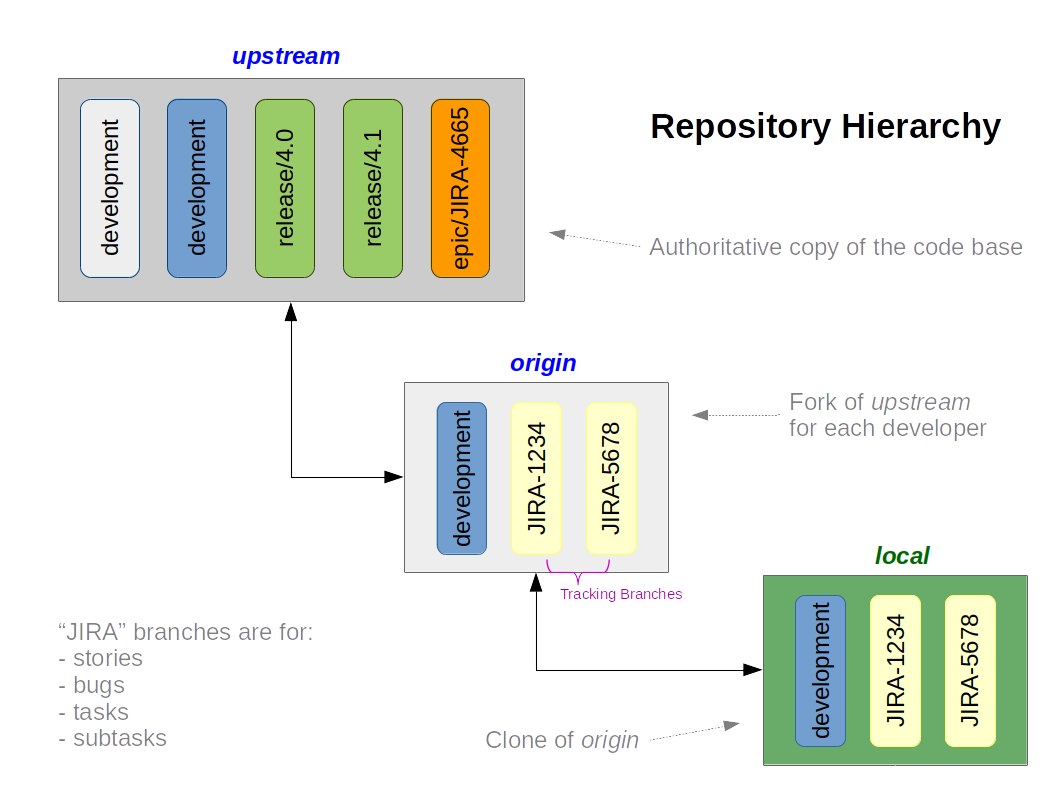 upstream
development
development
release/4.0
release/4.1
epic/JIRA-4665
Repository Hierarchy
Authoritative copy of the code base
origin
development
JIRA-1234
JIRA-5678
Tracking Branches
Fork of upstream
for each developer
local
development
JIRA-1234
JIRA-5678
Clone of origin
“JIRA” branches are for:
- stories
- bugs
- tasks
- subtasks